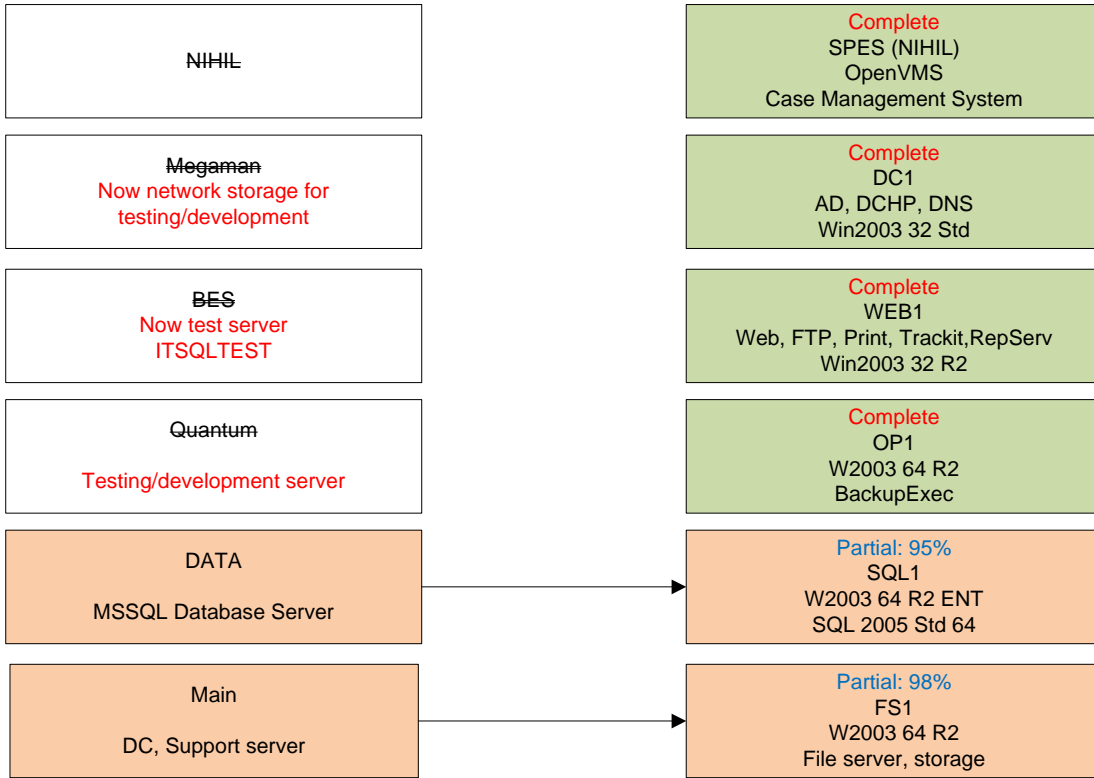 NIHIL
Complete
SPES (NIHIL)
OpenVMS
Case Management System
Megaman
Now network storage for
testing/development
Complete
DC1
AD, DCHP, DNS
Win2003 32 Std
BES
Now test server
ITSQLTEST
Complete
WEB1
Web, FTP, Print, Trackit,RepServ
Win2003 32 R2
Quantum
Testing/development server
Complete
OP1
W2003 64 R2
BackupExec
DATA
MSSQL Database Server
Partial: 95%
SQL1
W2003 64 R2 ENT
SQL 2005 Std 64
Main
DC, Support server
Partial: 98%
FS1
W2003 64 R2
File server, storage